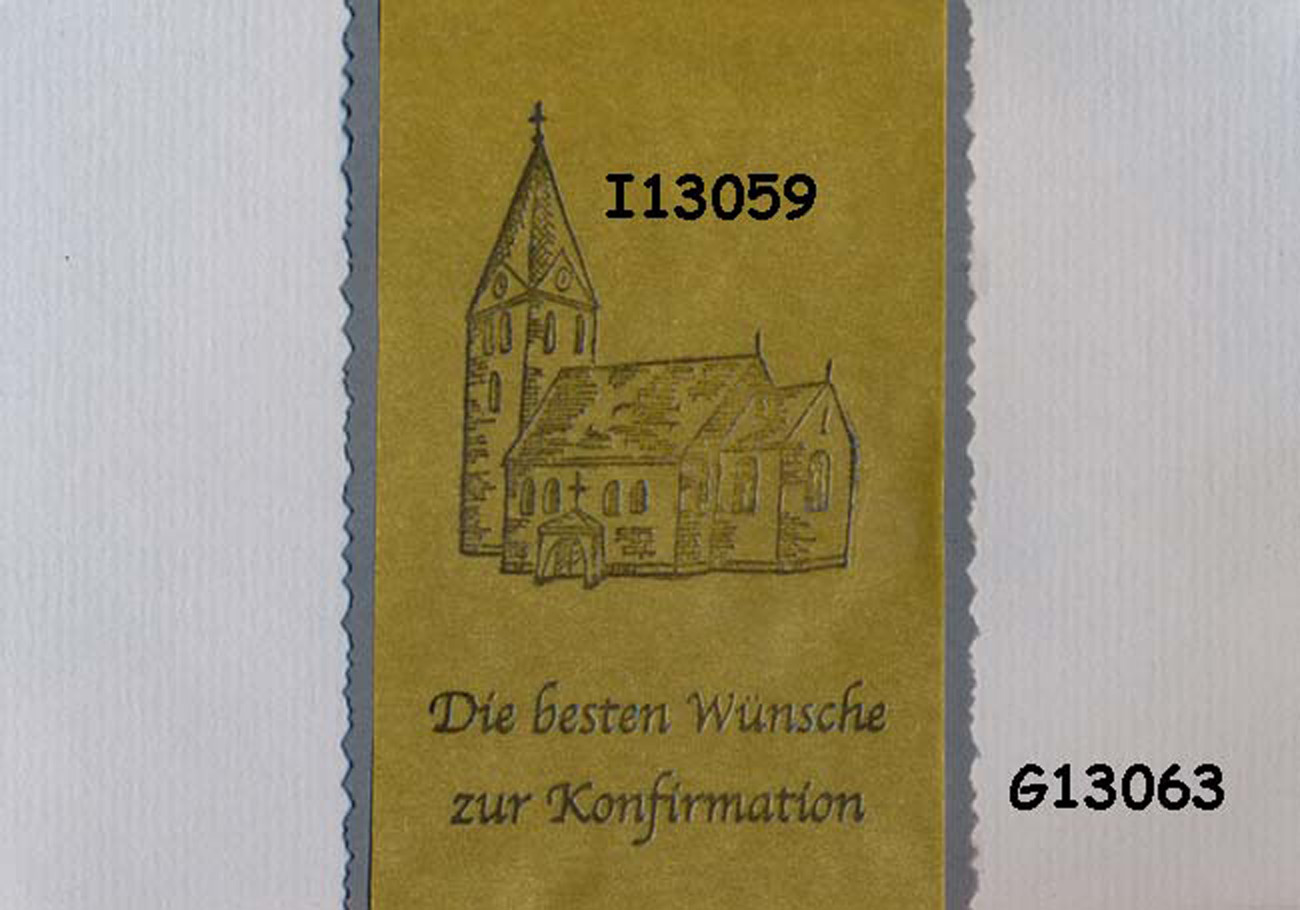 I13059
Die besten Wünsche
zur Konfirmation
G13063